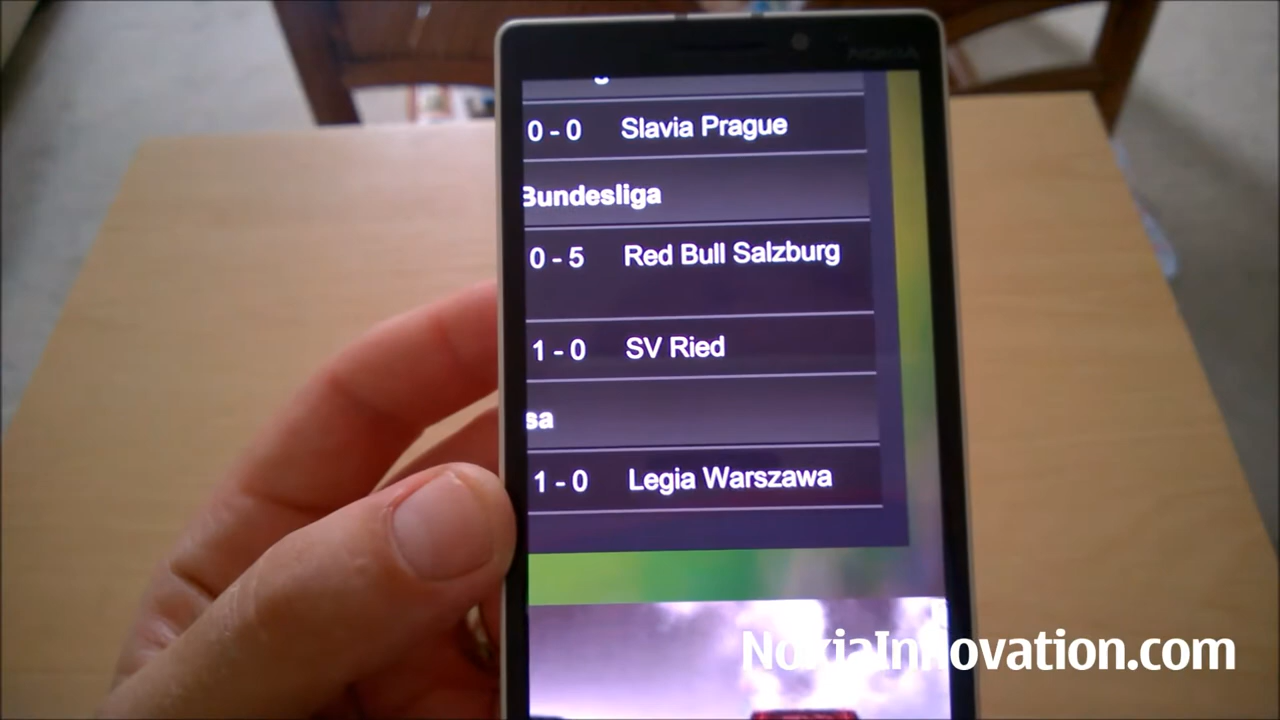 NOKIA
0 - 0 Slavia Prague
Bundesliga
0 - 5 Red Bull Salzburg
1 - 0 SV Ried
sa
1 - 0 Legia Warszawa
NokiaInnovation.com